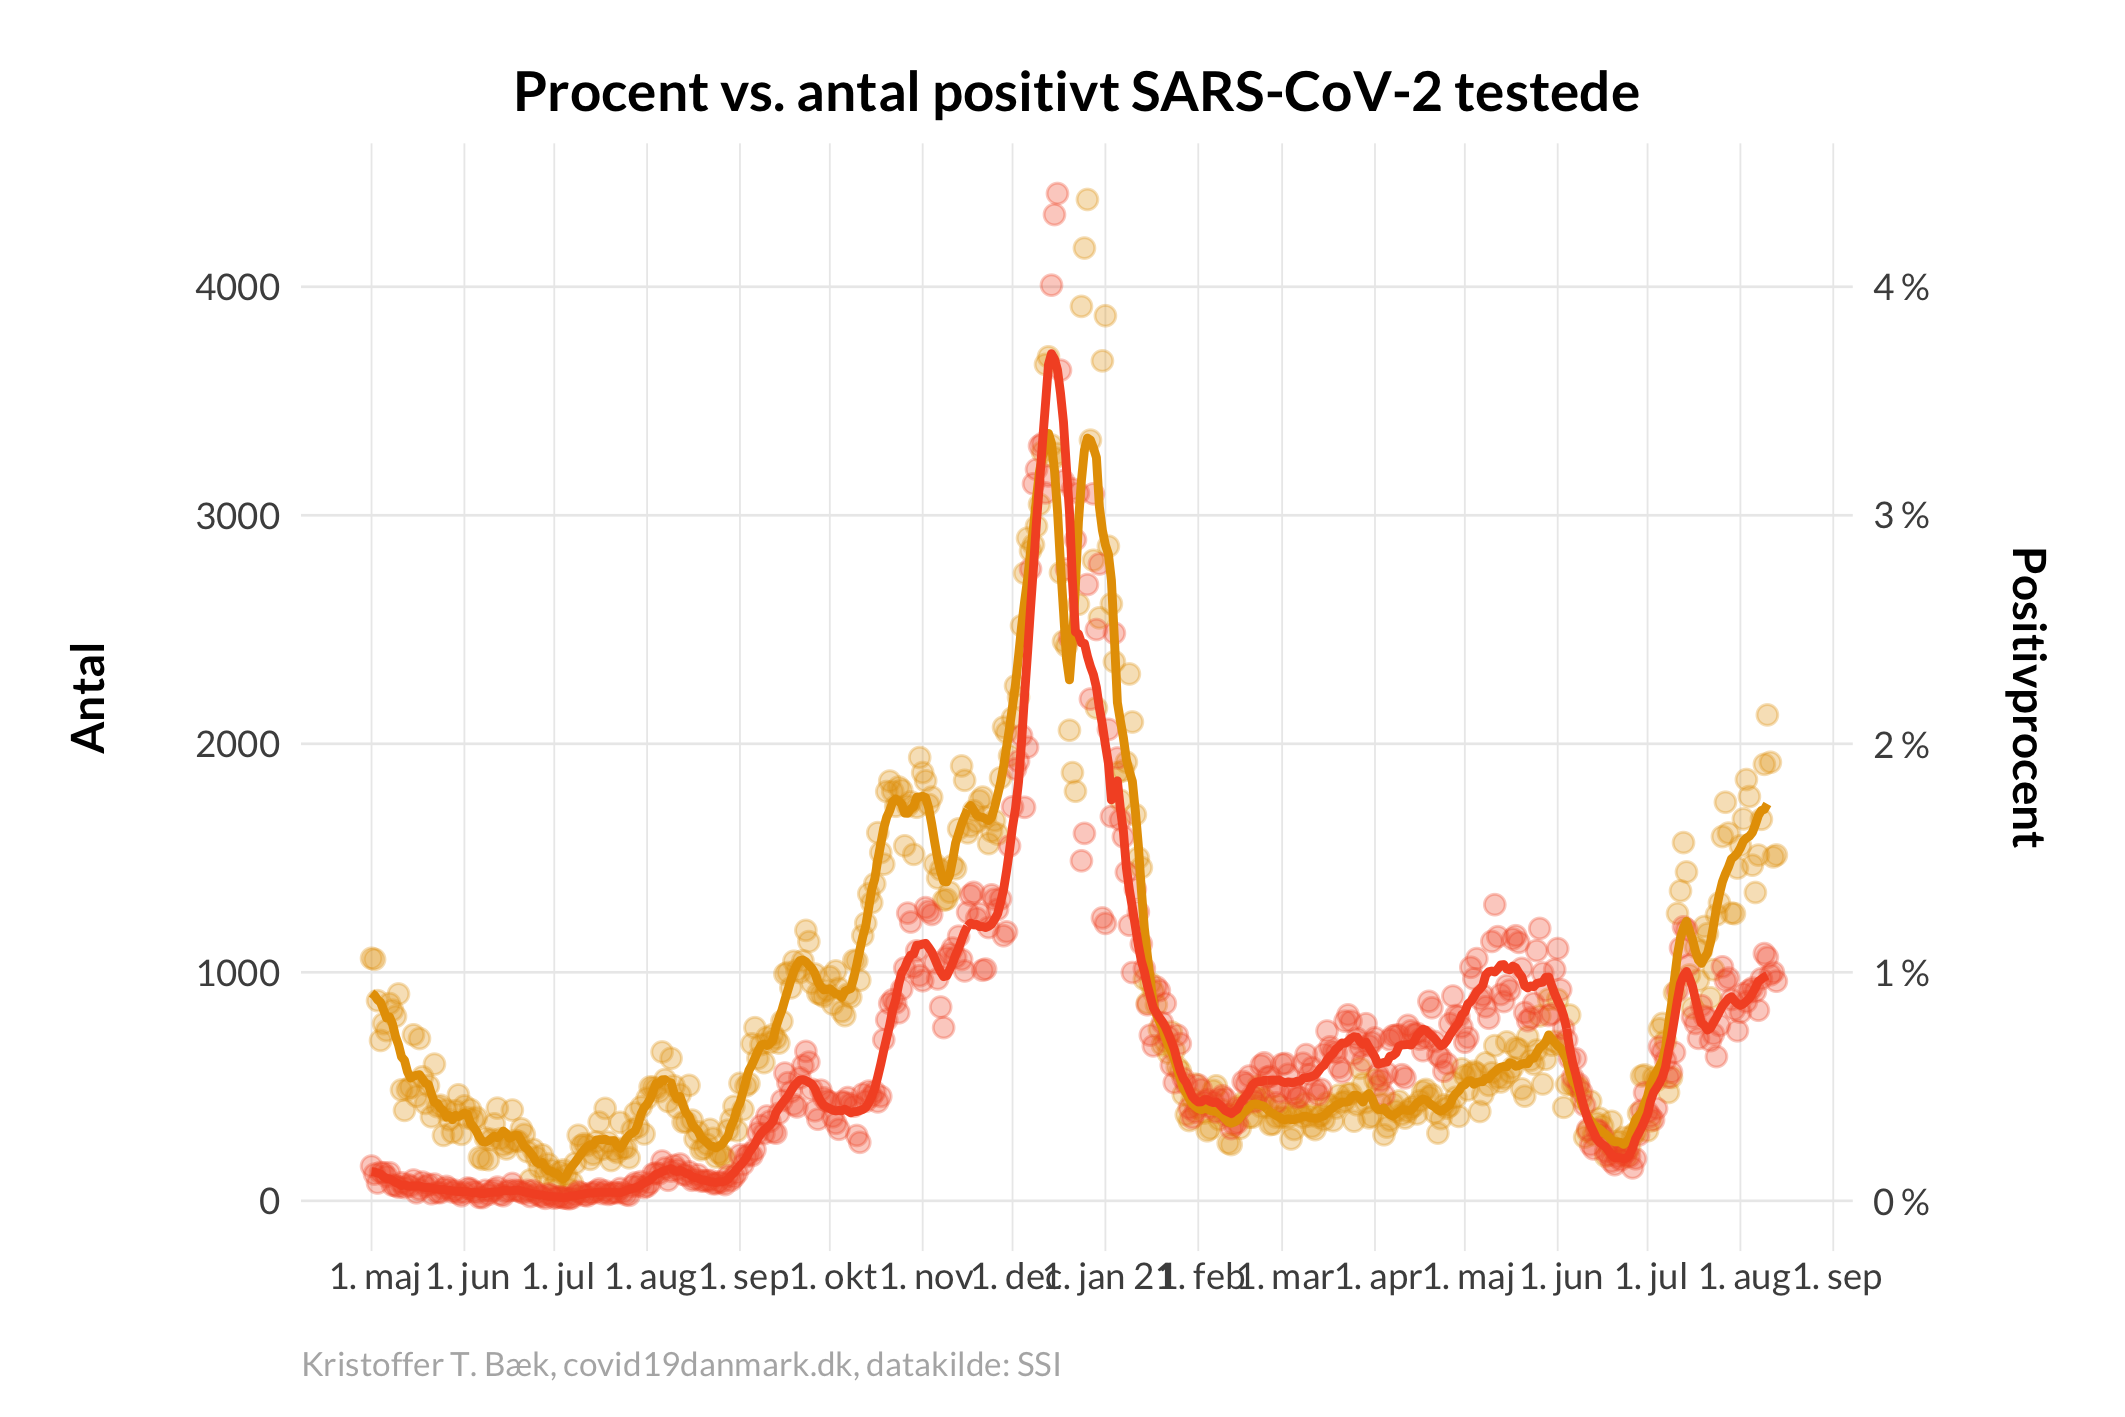 Procent vs. antal positivt SARS-CoV-2 testede
Antal
4000
3000
2000
1000
0
4 %
3 %
2 %
1 %
0 %
Positivprocent
1. maj 1. jun 1. jul 1. aug 1. sep 1. okt 1. nov 1. dec 1. jan 21 1. feb 1. mar 1. apr 1. maj 1. jun 1. jul 1. aug 1. sep
Kristoffer T. Bæk, covid19danmark.dk, datakilde: SSI